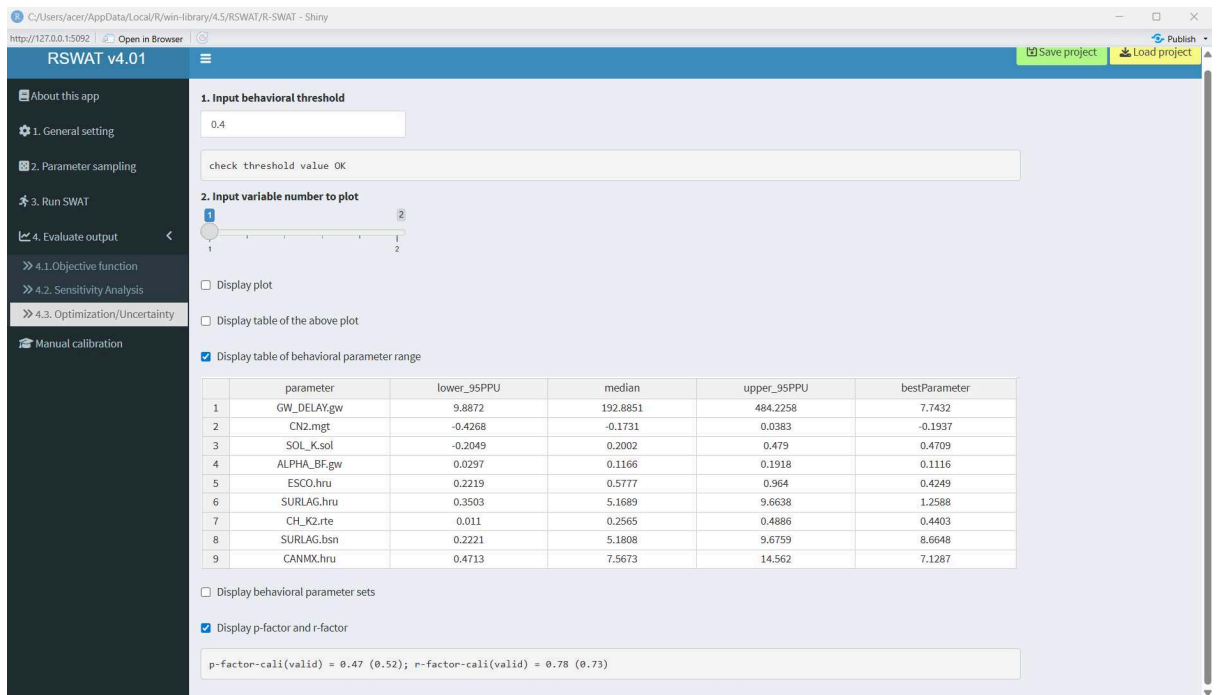 C:/Users/acer/AppData/Local/R/win-library/4.5/RSWAT/R-SWAT - Shiny
http://127.0.0.1:5092 Open in Browser Publish
RSWAT v4.01 Save project Load project
About this app
1. General setting
2. Parameter sampling
3. Run SWAT
4. Evaluate output
4.1.Objective function
4.2. Sensitivity Analysis
4.3. Optimization/Uncertainty
Manual calibration
1. Input behavioral threshold
0.4
check threshold value OK
2. Input variable number to plot
1 2
1 2
Display plot
Display table of the above plot
Display table of behavioral parameter range
parameter lower_95PPU median upper_95PPU bestParameter
1 GW_DELAY.gw 9.8872 192.8851 484.2258 7.7432
2 CN2.mgt -0.4268 -0.1731 0.0383 -0.1937
3 SOL_K.sol -0.2049 0.2002 0.479 0.4709
4 ALPHA_BF.gw 0.0297 0.1166 0.1918 0.1116
5 ESCO.hru 0.2219 0.5777 0.964 0.4249
6 SURLAG.hru 0.3503 5.1689 9.6638 1.2588
7 CH_K2.rte 0.011 0.2565 0.4886 0.4403
8 SURLAG.bsn 0.2221 5.1808 9.6759 8.6648
9 CANMX.hru 0.4713 7.5673 14.562 7.1287
Display behavioral parameter sets
Display p-factor and r-factor
p-factor-cali(valid) = 0.47 (0.52); r-factor-cali(valid) = 0.78 (0.73)